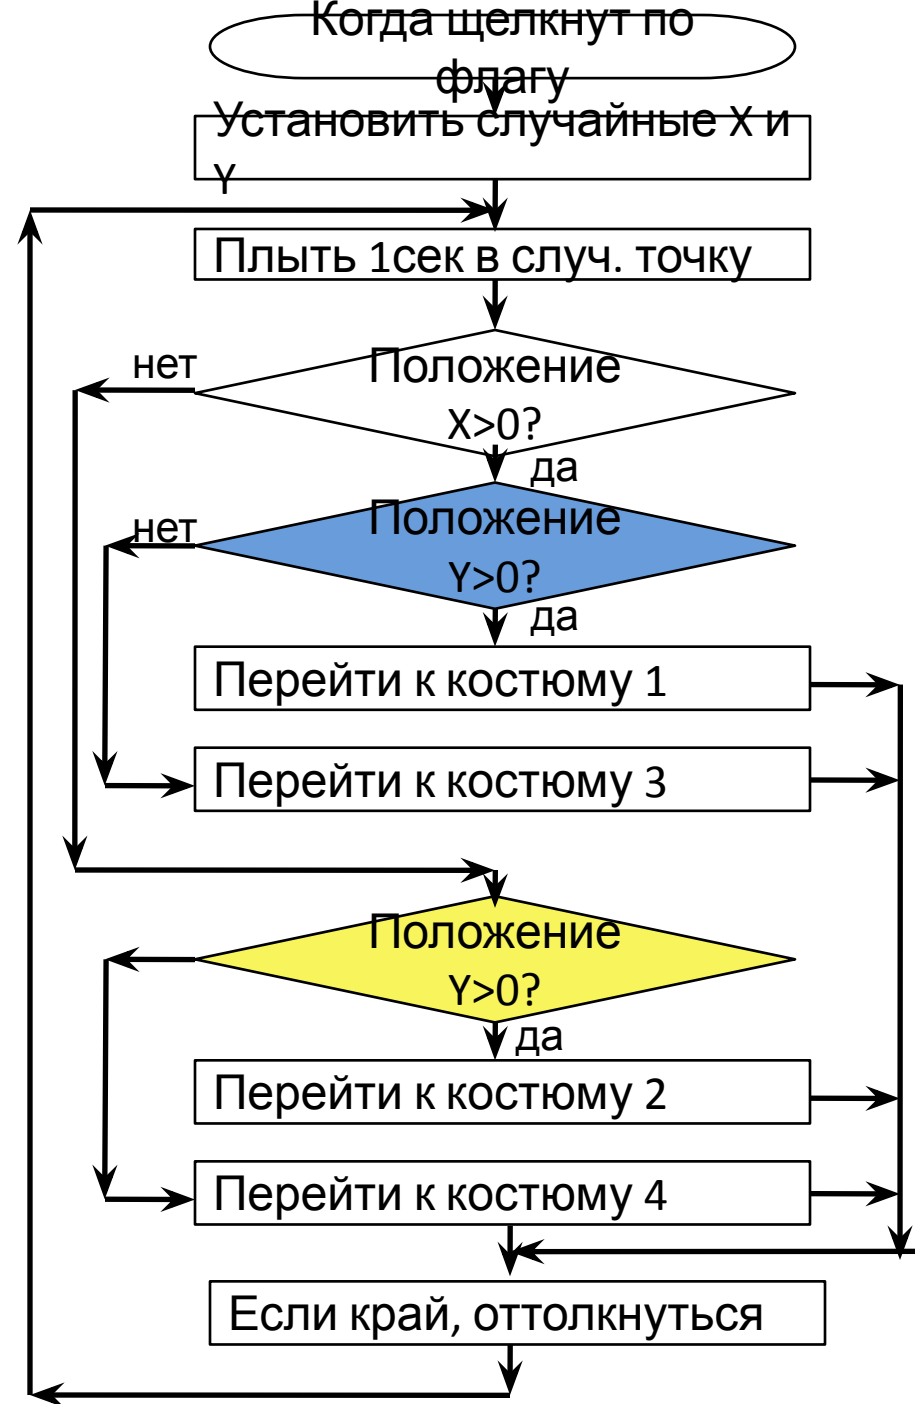 Когда щелкнут по
флагу
Установить случайные X и
Y
Плыть 1сек в случ. точку
нет
Положение
X>0?
да
нет
Положение
Y>0?
да
Перейти к костюму 1
Перейти к костюму 3
Положение
Y>0?
да
Перейти к костюму 2
Перейти к костюму 4
Если край, оттолкнуться